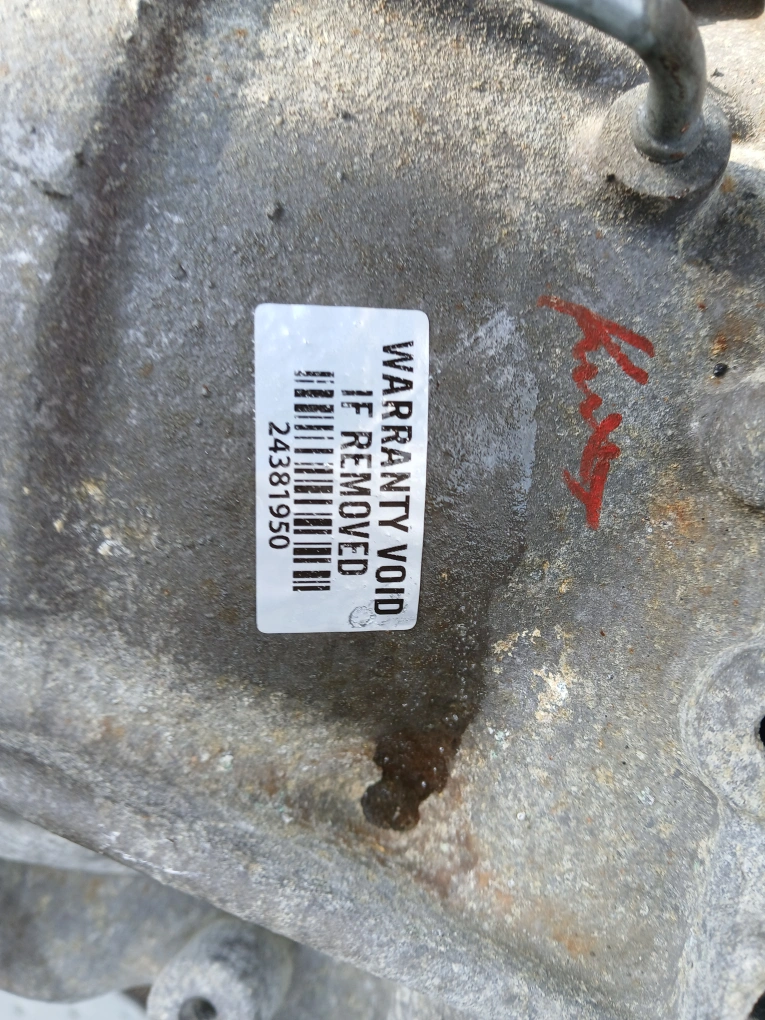 WARRANTY VOID
IF REMOVED
24381950